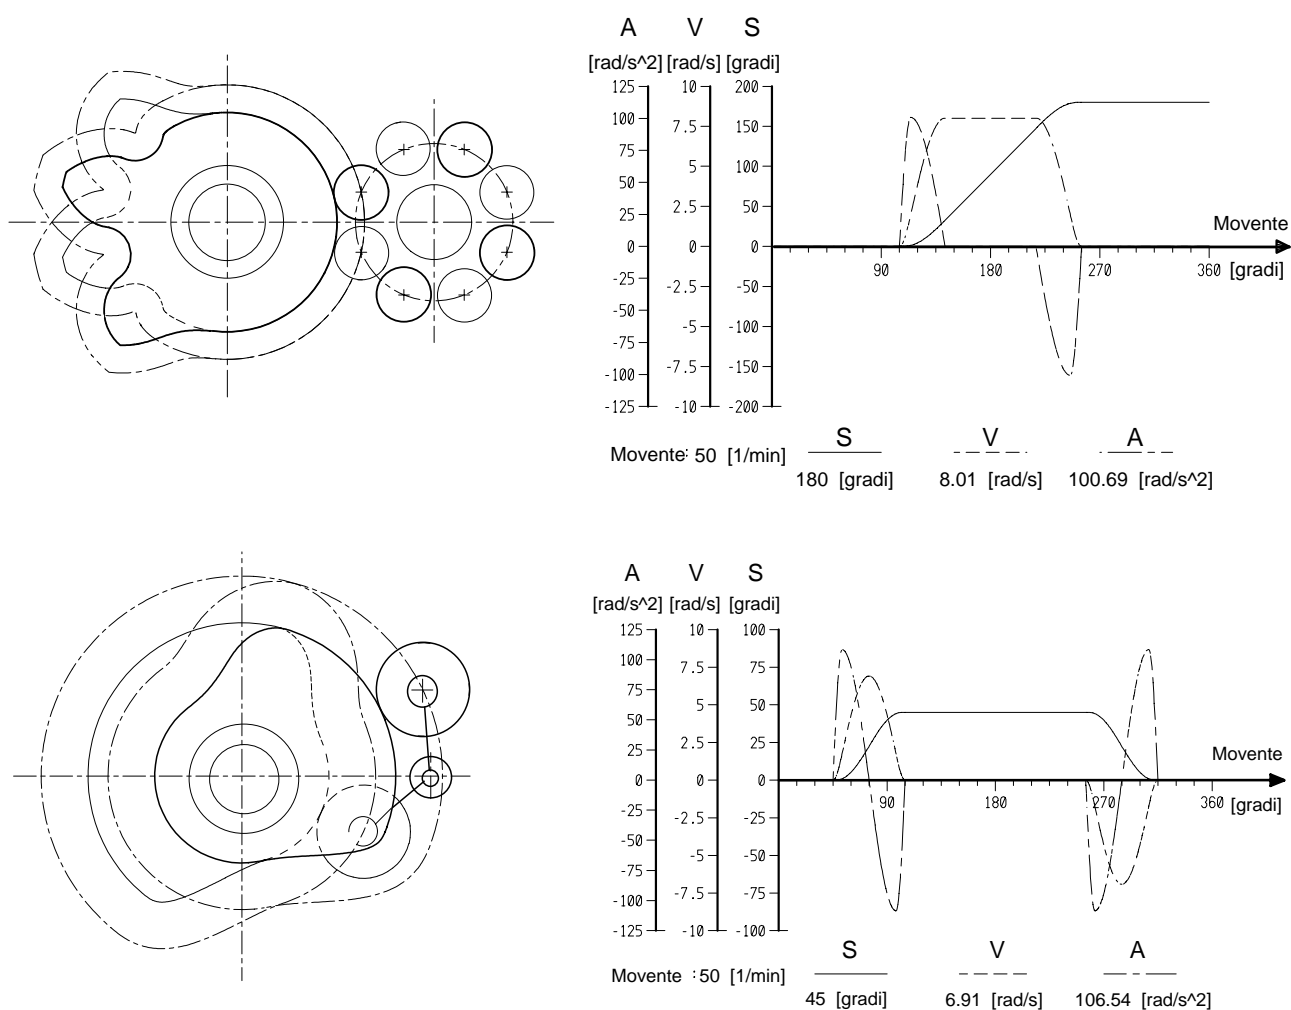 A V S
[rad/s^2] [rad/s] [gradi]
125 10 200
100 7.5 150
75 5 100
50 2.5 50
25
0 0 0
-25 -2.5 -50
-50 -5 -100
-75 -7.5 -150
-100
-125 -10 -200
Movente
90 180 270 360 [gradi]
S V A
Movente: 50 [1/min]
180 [gradi] 8.01 [rad/s] 100.69 [rad/s^2]
A V S
[rad/s^2] [rad/s] [gradi]
125 10 100
100 7.5 75
75 5 50
50 2.5 25
25
0 0 0
-25 -2.5 -25
-50 -5 -50
-75 -7.5 -75
-100
-125 -10 -100
Movente
90 180 270 360 [gradi]
S V A
Movente :50 [1/min]
45 [gradi] 6.91 [rad/s] 106.54 [rad/s^2]